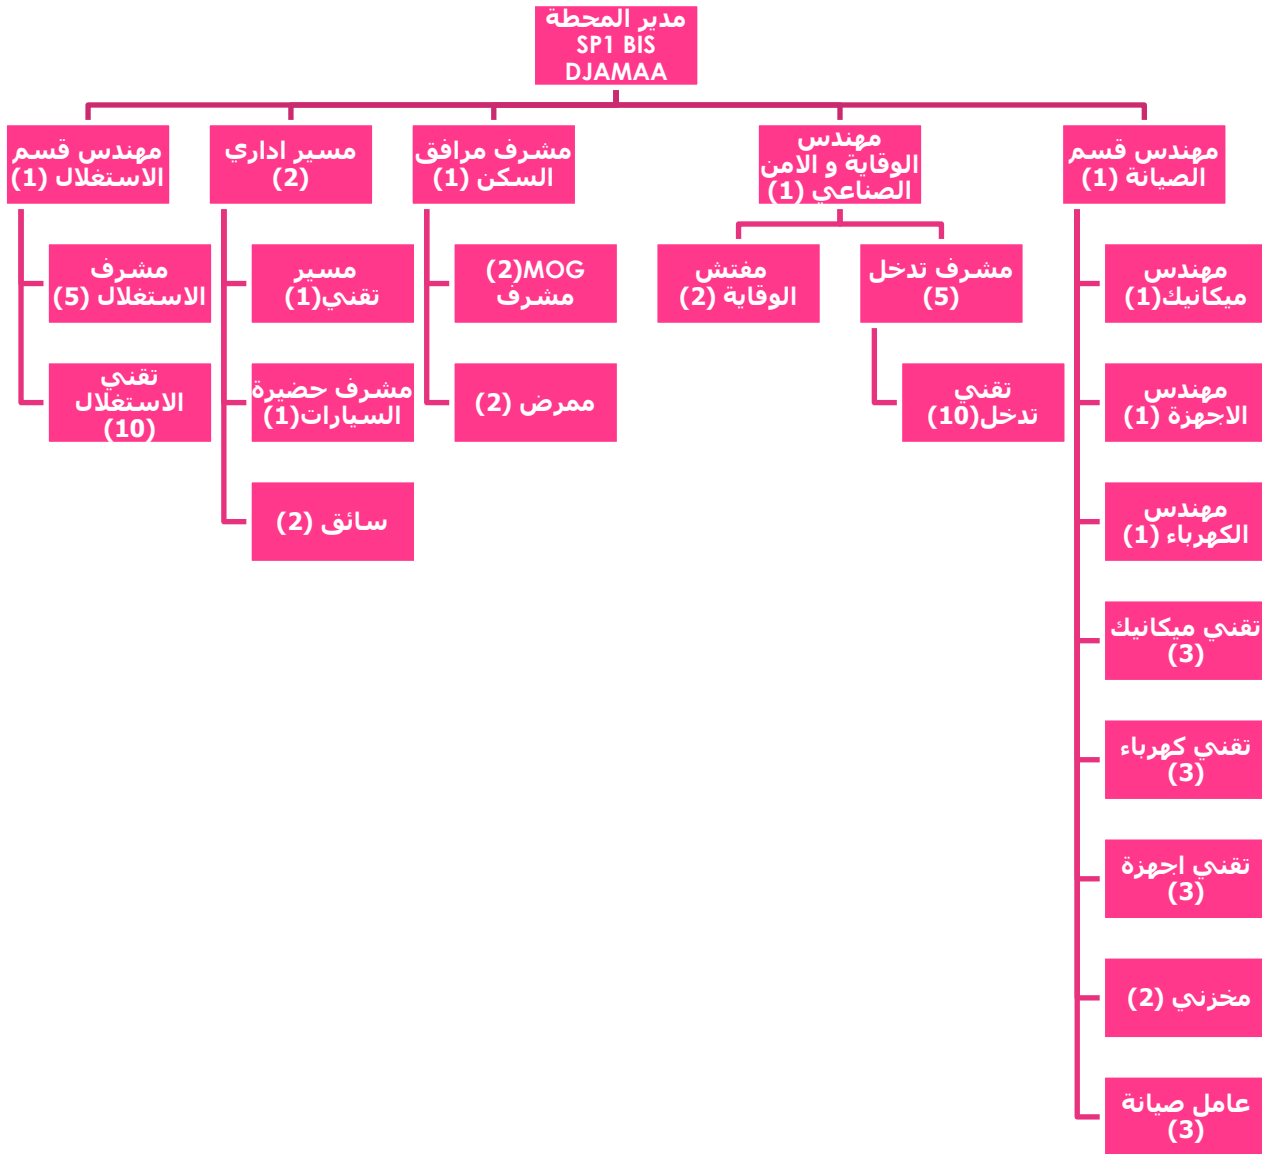 مدير المحطة
SP1 BIS
DJAMAA
مهندس قسم
الصيانة (1)
مهندس
الوقاية و الامن
الصناعي (1)
مشرف مرافق
السكن (1)
مسير اداري
(2)
مهندس قسم
الاستغلال (1)
مهندس
ميكانيك(1)
مشرف تدخل
(5)
مفتش
الوقاية (2)
MOG(2)
مشرف
مسير
تقني(1)
مشرف
الاستغلال (5)
مهندس
الاجهزة (1)
تقني
تدخل(10)
ممرض (2)
مشرف حضيرة
السيارات(1)
تقني
الاستغلال
(10)
مهندس
الكهرباء (1)
سائق (2)
تقني ميكانيك
(3)
تقني كهرباء
(3)
تقني اجهزة
(3)
مخزني (2)
عامل صيانة
(3)